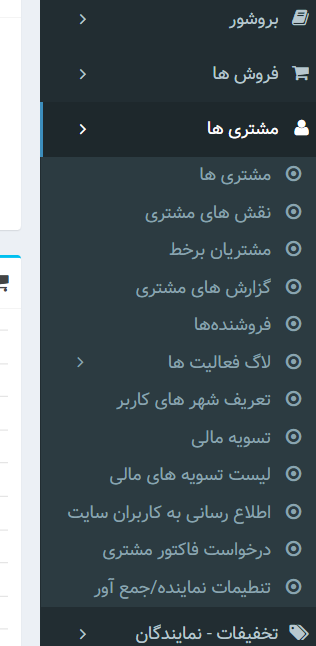 بروشور
فروش ها
مشتری ها
مشتری ها
نقش های مشتری
مشتریان برخط
گزارش های مشتری
فروشنده‌ها
لاگ فعالیت ها
تعریف شهر های کاربر
تسویه مالی
لیست تسویه های مالی
اطلاع رسانی به کاربران سایت
درخواست فاکتور مشتری
تنطیمات نماینده/جمع آور
تخفیفات - نمایندگان